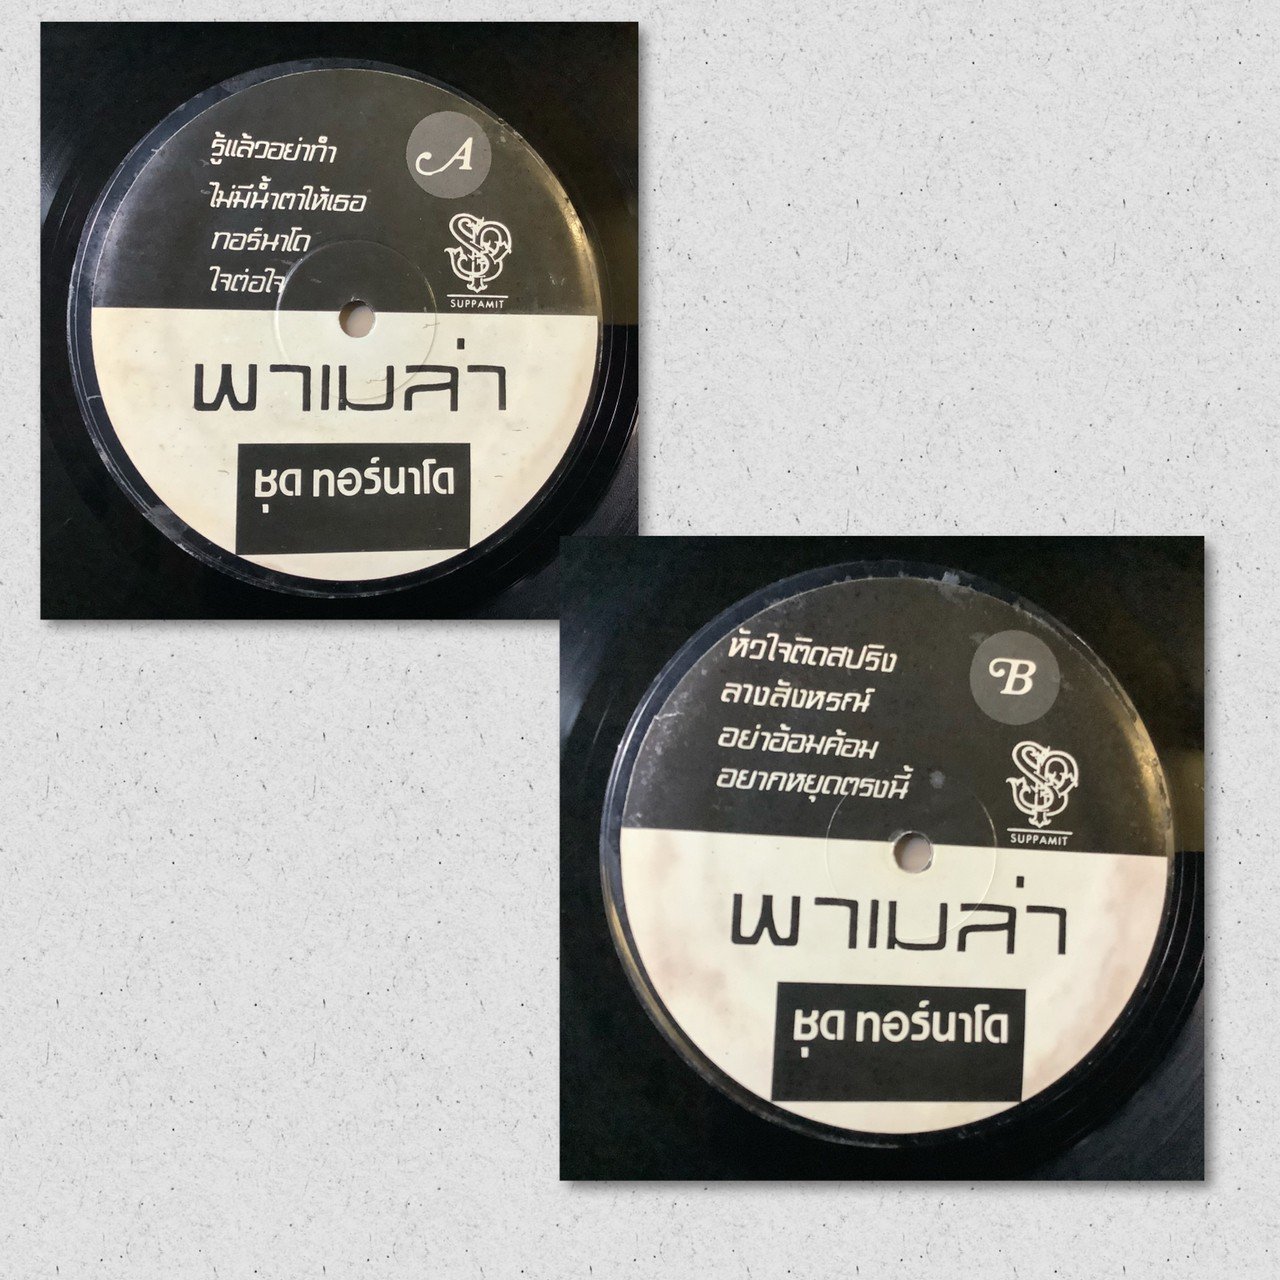 รู้แล้วอย่าทำ
ไม่มีน้ำตาให้เธอ
ทอร์นาโด
ใจต่อใจ
A
SUPPAMIT
พาเมล่า
ชุด ทอร์นาโด
หัวใจติดสปริง
ลางสังหรณ์
อย่าอ้อมค้อม
อยากหยุดตรงนี้
B
SUPPAMIT
พาเมล่า
ชุด ทอร์นาโด